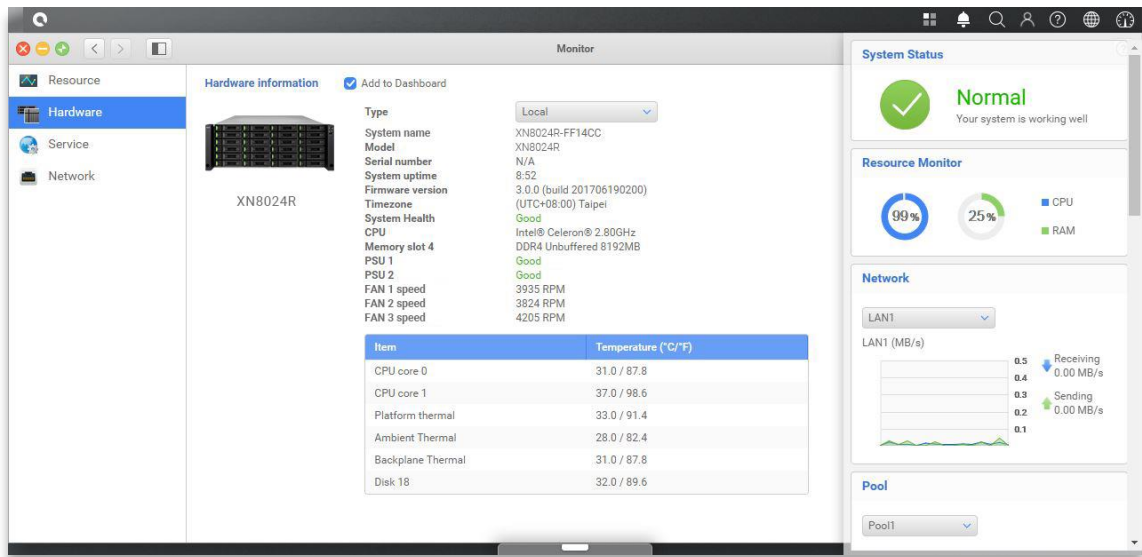 Monitor
Resource
Hardware
Service
Network
Hardware information
Add to Dashboard
XN8024R
Type Local
System name XN8024R-FF14CC
Model XN8024R
Serial number N/A
System uptime 8:52
Firmware version 3.0.0 (build 201706190200)
Timezone (UTC+08:00) Taipei
System Health Good
CPU Intel® Celeron® 2.80GHz
Memory slot 4 DDR4 Unbuffered 8192MB
PSU 1 Good
PSU 2 Good
FAN 1 speed 3935 RPM
FAN 2 speed 3824 RPM
FAN 3 speed 4205 RPM
Item Temperature (°C/°F)
CPU core 0 31.0 / 87.8
CPU core 1 37.0 / 98.6
Platform thermal 33.0 / 91.4
Ambient Thermal 28.0 / 82.4
Backplane Thermal 31.0 / 87.8
Disk 18 32.0 / 89.6
System Status
Normal
Your system is working well
Resource Monitor
99% 25%
CPU
RAM
Network
LAN1
LAN1 (MB/s)
0.5
0.4
0.3
0.2
0.1
Receiving
0.00 MB/s
Sending
0.00 MB/s
Pool
Pool1